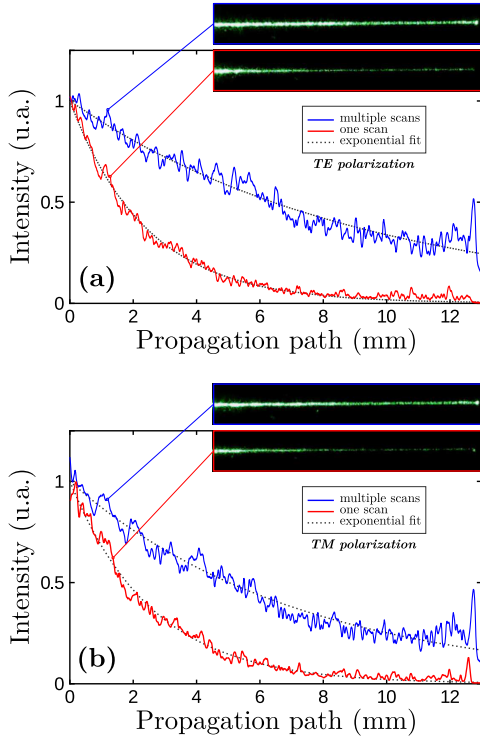 multiple scans
one scan
exponential fit
TE polarization
Intensity (u.a.)
1
0.5
0
(a)
0 2 4 6 8 10 12
Propagation path (mm)
multiple scans
one scan
exponential fit
TM polarization
Intensity (u.a.)
1
0.5
0
(b)
0 2 4 6 8 10 12
Propagation path (mm)